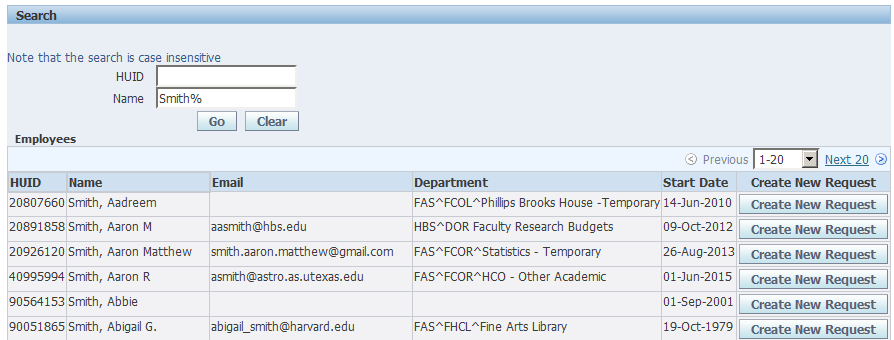 Search
Note that the search is case insensitive
HUID
Name Smith%
Go Clear
Employees
Previous 1-20 Next 20
HUID Name Email Department Start Date Create New Request
20807660 Smith, Aadreem FAS^FCOL^Phillips Brooks House -Temporary 14-Jun-2010 Create New Request
20891858 Smith, Aaron M aasmith@hbs.edu HBS^DOR Faculty Research Budgets 09-Oct-2012 Create New Request
20926120 Smith, Aaron Matthew smith.aaron.matthew@gmail.com FAS^FCOR^Statistics - Temporary 26-Aug-2013 Create New Request
40995994 Smith, Aaron R asmith@astro.as.utexas.edu FAS^FCOR^HCO - Other Academic 01-Jun-2015 Create New Request
90564153 Smith, Abbie 01-Sep-2001 Create New Request
90051865 Smith, Abigail G. abigail_smith@harvard.edu FAS^FHCL^Fine Arts Library 19-Oct-1979 Create New Request